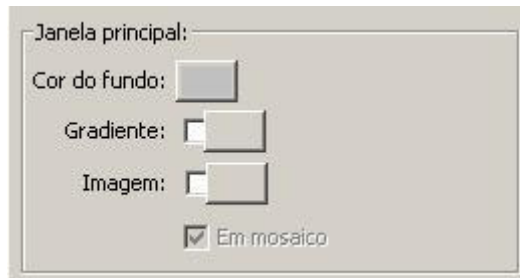 Janela principal:
Cor do fundo:
Gradiente:
Imagem:
Em mosaico